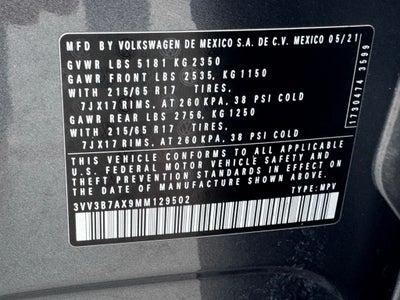 MFD BY VOLKSWAGEN DE MEXICO S.A. DE C.V. MEXICO 05/21
GVWR LBS 5181 KG 2350
GAWR FRONT LBS 2535, KG 1150
WITH 215/65 R17 TIRES,
7JX17 RIMS, AT 260KPA, 38 PSI COLD
GAWR REAR LBS 2756, KG 1250
WITH 215/65 R17 TIRES,
7JX17 RIMS, AT 260KPA, 38 PSI COLD
THIS VEHICLE CONFORMS TO ALL APPLICABLE
U.S. FEDERAL MOTOR VEHICLE SAFETY AND
THEFT PREVENTION STANDARDS IN EFFECT ON
THE DATE OF MANUFACTURE SHOWN ABOVE.
3VV3B7AX9MM129502 TYPE: MPV
1730474 3599